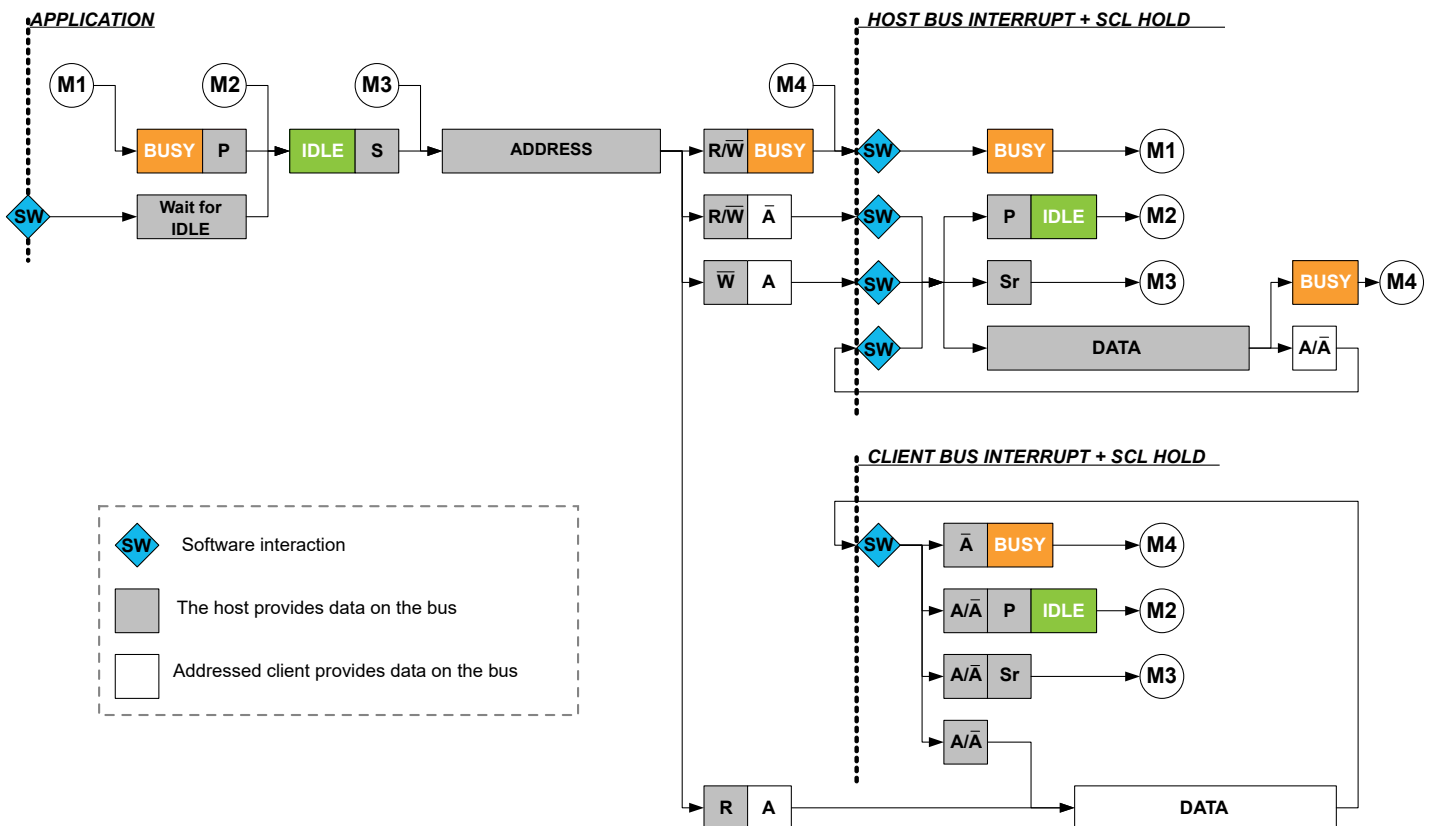 APPLICATION
HOST BUS INTERRUPT + SCL HOLD
M1
M2
M3
M4
BUSY P
IDLE S
ADDRESS
R/W̅ BUSY
SW
BUSY
M1
SW
Wait for
IDLE
R/W̅ A̅
SW
P IDLE
M2
W̅ A
SW
Sr
M3
BUSY
M4
SW
DATA
A/A̅
CLIENT BUS INTERRUPT + SCL HOLD
SW
A̅ BUSY
M4
A/A̅ P IDLE
M2
A/A̅ Sr
M3
A/A̅
R A
DATA
SW
Software interaction
The host provides data on the bus
Addressed client provides data on the bus